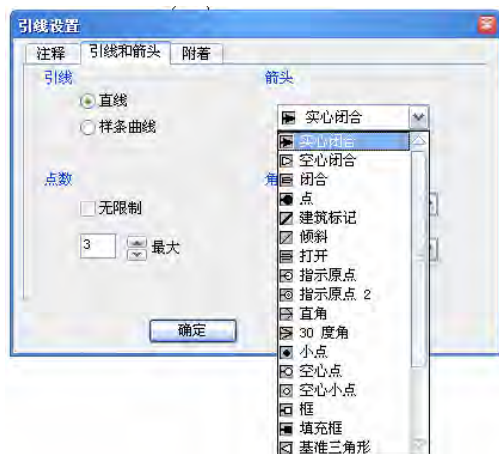 引线设置
注释 引线和箭头 附着
引线
直线
样条曲线
点数
无限制
3 最大
确定
箭头
实心闭合
实心闭合
空心闭合
闭合
点
建筑标记
倾斜
打开
指示原点
指示原点 2
直角
30 度角
小点
空心点
空心小点
框
填充框
基准三角形